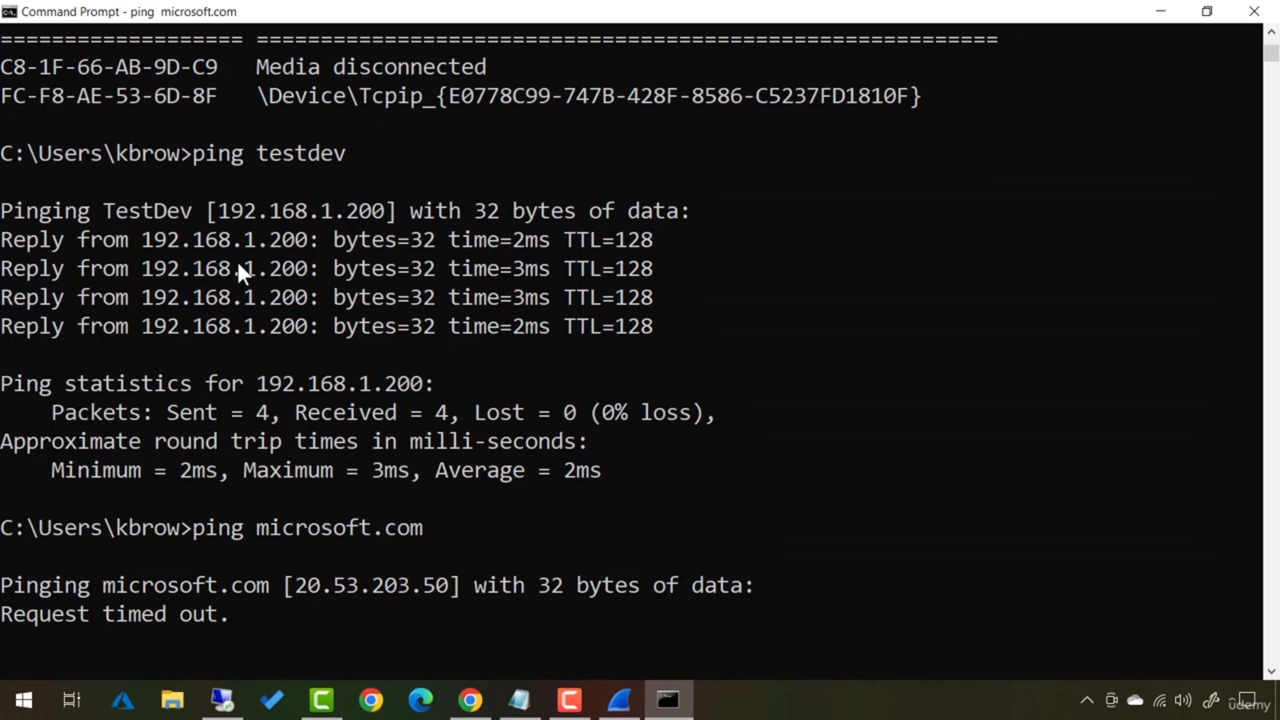 Command Prompt - ping  microsoft.com
=================== ==========================================================
C8-1F-66-AB-9D-C9   Media disconnected
FC-F8-AE-53-6D-8F   \Device\Tcpip_{E0778C99-747B-428F-8586-C5237FD1810F}
C:\Users\kbrow>ping testdev
Pinging TestDev [192.168.1.200] with 32 bytes of data:
Reply from 192.168.1.200: bytes=32 time=2ms TTL=128
Reply from 192.168.1.200: bytes=32 time=3ms TTL=128
Reply from 192.168.1.200: bytes=32 time=3ms TTL=128
Reply from 192.168.1.200: bytes=32 time=2ms TTL=128
Ping statistics for 192.168.1.200:
    Packets: Sent = 4, Received = 4, Lost = 0 (0% loss),
Approximate round trip times in milli-seconds:
    Minimum = 2ms, Maximum = 3ms, Average = 2ms
C:\Users\kbrow>ping microsoft.com
Pinging microsoft.com [20.53.203.50] with 32 bytes of data:
Request timed out.
udemy